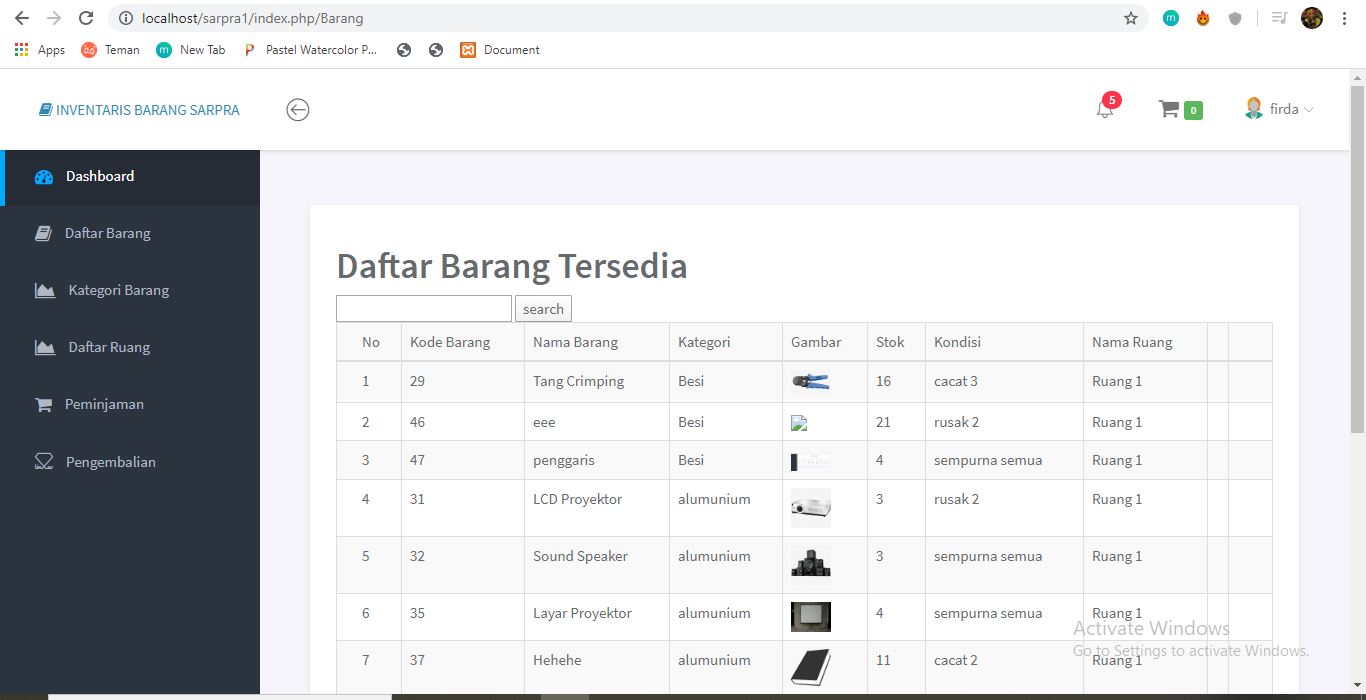 localhost/sarpra1/index.php/Barang
Apps Teman New Tab Pastel Watercolor P... Document
INVENTARIS BARANG SARPRA 5 0 firda
Dashboard
Daftar Barang
Kategori Barang
Daftar Ruang
Peminjaman
Pengembalian
Daftar Barang Tersedia
search
No Kode Barang Nama Barang Kategori Gambar Stok Kondisi Nama Ruang
1 29 Tang Crimping Besi 16 cacat 3 Ruang 1
2 46 eee Besi 21 rusak 2 Ruang 1
3 47 penggaris Besi 4 sempurna semua Ruang 1
4 31 LCD Proyektor alumunium 3 rusak 2 Ruang 1
5 32 Sound Speaker alumunium 3 sempurna semua Ruang 1
6 35 Layar Proyektor alumunium 4 sempurna semua Ruang 1
7 37 Hehehe alumunium 11 cacat 2 Ruang 1
Activate Windows
Go to Settings to activate Windows.